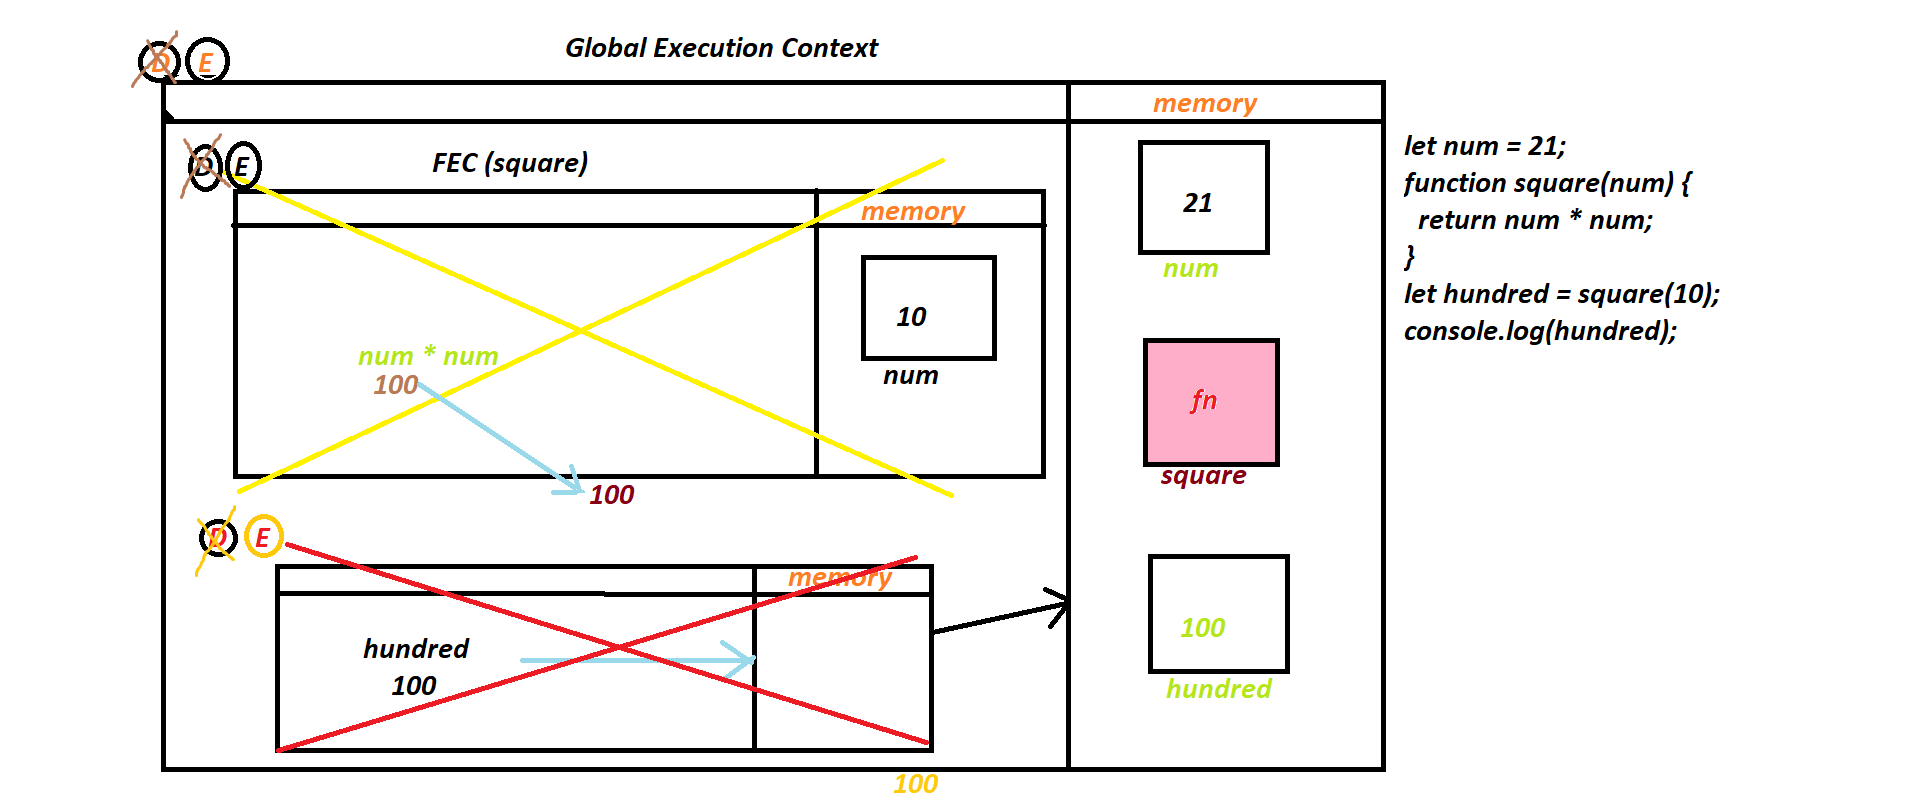 Global Execution Context
D E
memory
D E
FEC (square)
memory
21
num
10
num
num * num
100
100
fn
square
D E
memory
hundred
100
100
hundred
100
let num = 21;
function square(num) {
return num * num;
}
let hundred = square(10);
console.log(hundred);